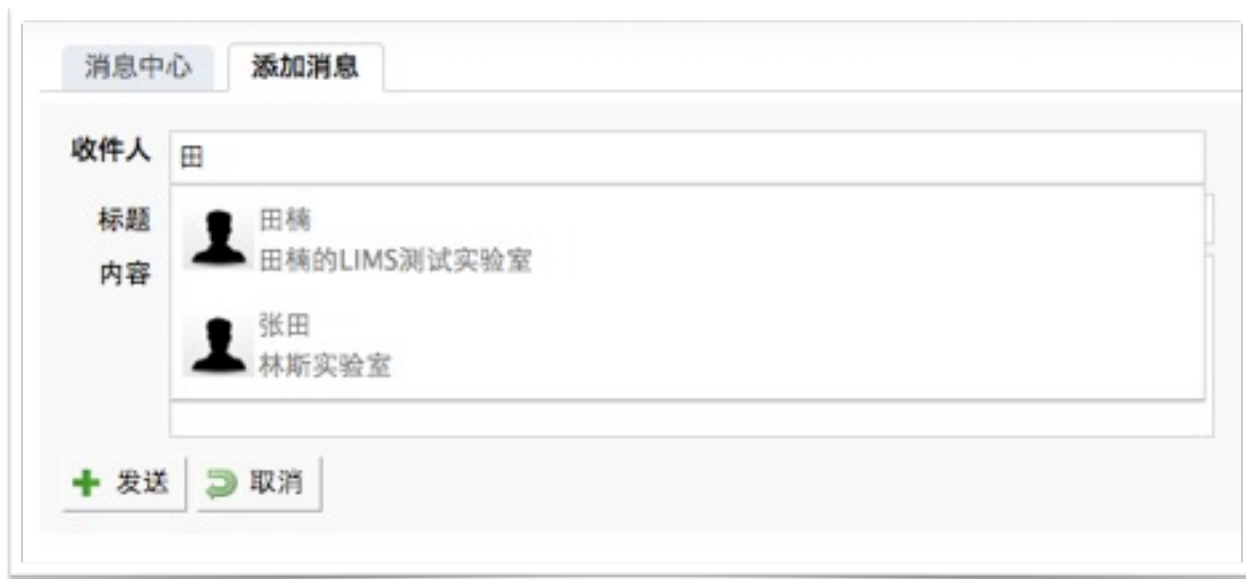 消息中心 添加消息
收件人 田
标题
内容
田楠
田楠的LIMS测试实验室
张田
林斯实验室
发送 取消